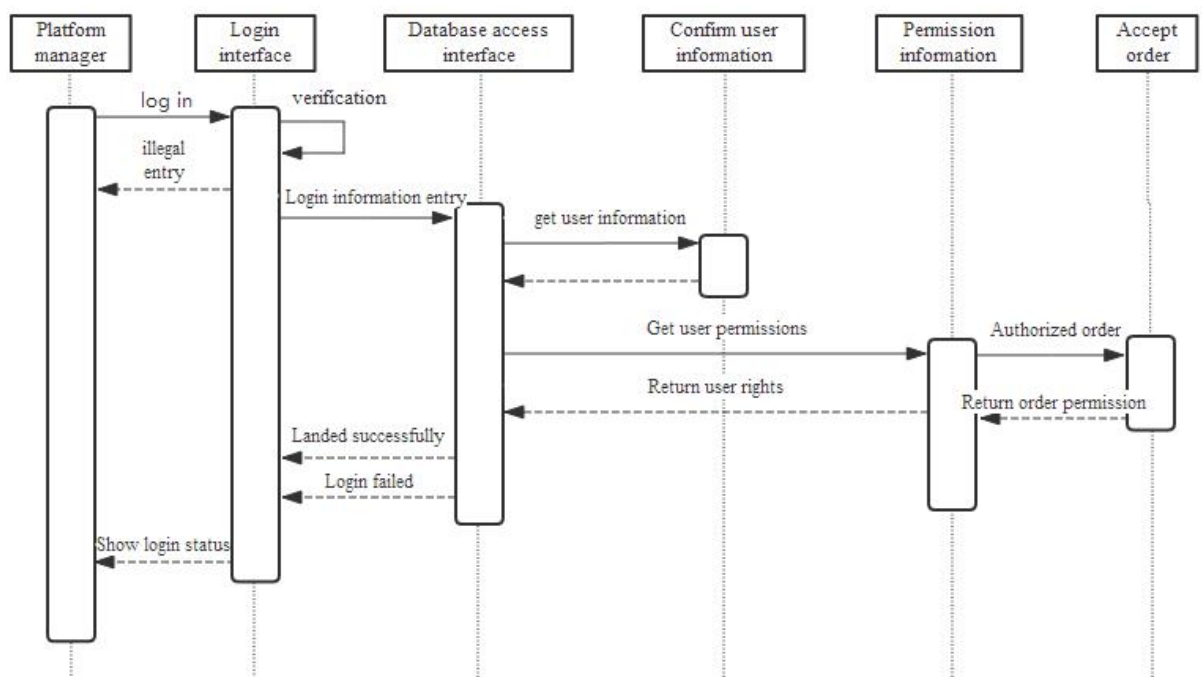 Platform
manager
Login
interface
Database access
interface
Confirm user
information
Permission
information
Accept
order
log in
verification
illegal
entry
Login information entry
get user information
Get user permissions
Authorized order
Return user rights
Return order permission
Landed successfully
Login failed
Show login status